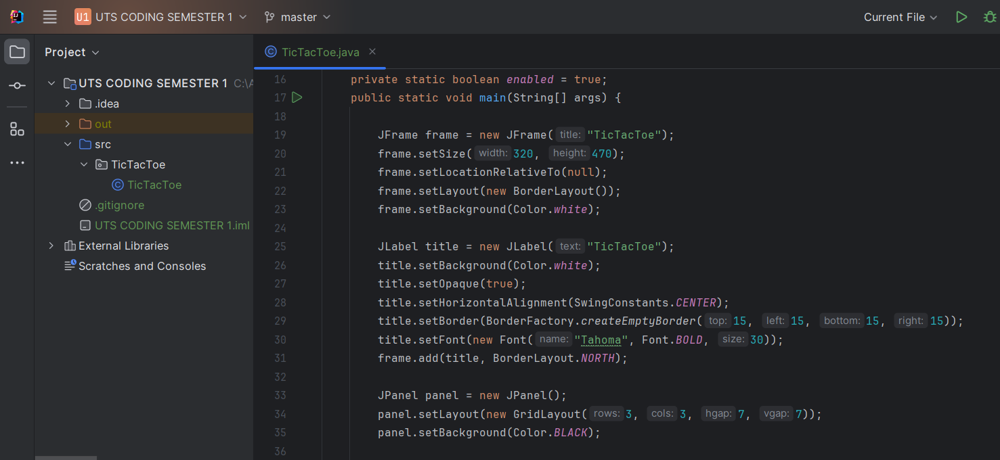 U1 UTS CODING SEMESTER 1 master Current File
Project
TicTacToe.java
UTS CODING SEMESTER 1 C:\A
.idea
out
src
TicTacToe
TicTacToe
.gitignore
UTS CODING SEMESTER 1.iml
External Libraries
Scratches and Consoles
16 private static boolean enabled = true;
17 public static void main(String[] args) {
18
19 JFrame frame = new JFrame( title: "TicTacToe");
20 frame.setSize( width: 320, height: 470);
21 frame.setLocationRelativeTo(null);
22 frame.setLayout(new BorderLayout());
23 frame.setBackground(Color.white);
24
25 JLabel title = new JLabel( text: "TicTacToe");
26 title.setBackground(Color.white);
27 title.setOpaque(true);
28 title.setHorizontalAlignment(SwingConstants.CENTER);
29 title.setBorder(BorderFactory.createEmptyBorder( top: 15, left: 15, bottom: 15, right: 15));
30 title.setFont(new Font( name: "Tahoma", Font.BOLD, size: 30));
31 frame.add(title, BorderLayout.NORTH);
32
33 JPanel panel = new JPanel();
34 panel.setLayout(new GridLayout( rows: 3, cols: 3, hgap: 7, vgap: 7));
35 panel.setBackground(Color.BLACK);
36